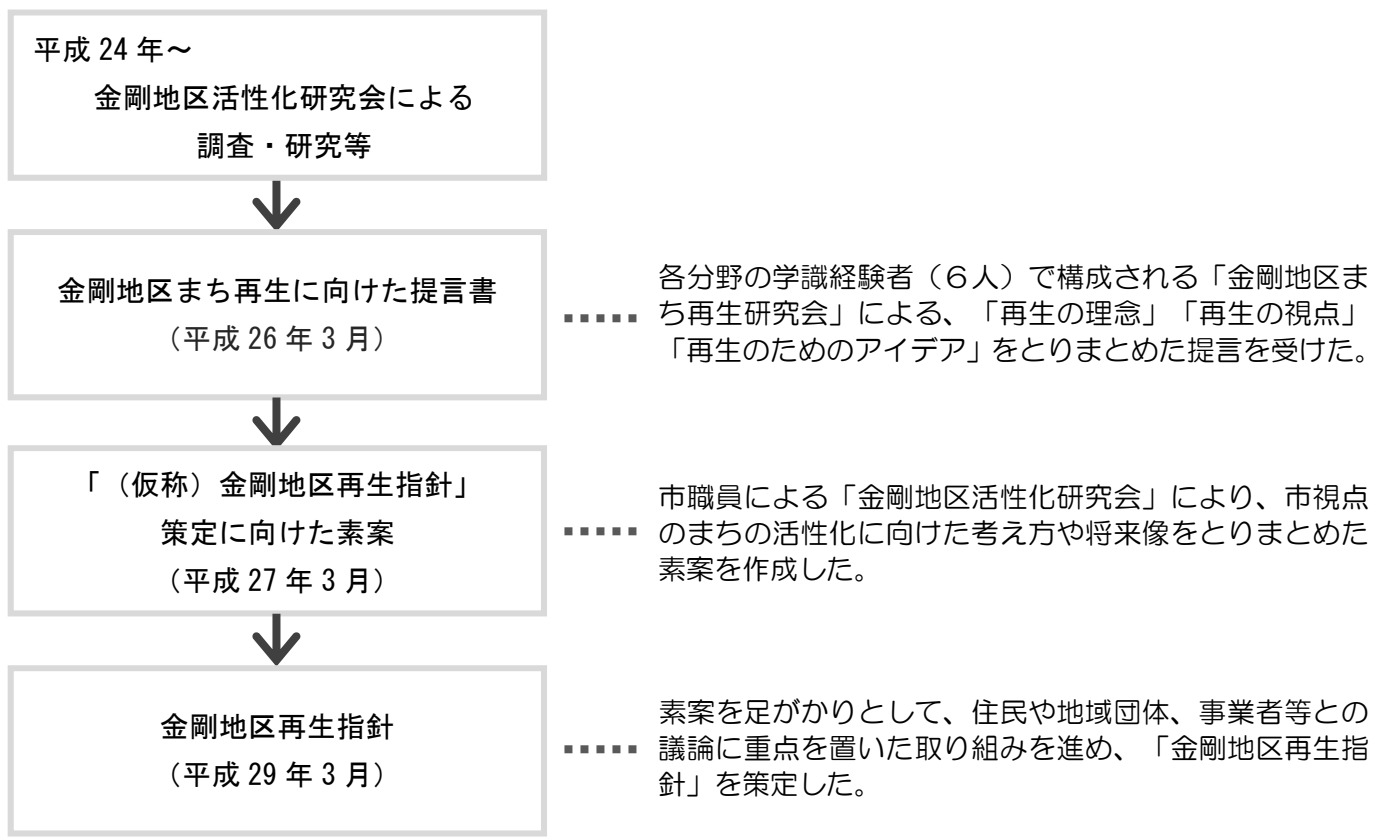 平成 24 年～
金剛地区活性化研究会による
調査・研究等
金剛地区まち再生に向けた提言書
（平成 26 年 3 月）
各分野の学識経験者（６人）で構成される「金剛地区ま
ち再生研究会」による、「再生の理念」「再生の視点」
「再生のためのアイデア」をとりまとめた提言を受けた。
「（仮称）金剛地区再生指針」
策定に向けた素案
（平成 27 年 3 月）
市職員による「金剛地区活性化研究会」により、市視点
のまちの活性化に向けた考え方や将来像をとりまとめた
素案を作成した。
金剛地区再生指針
（平成 29 年 3 月）
素案を足がかりとして、住民や地域団体、事業者等との
議論に重点を置いた取り組みを進め、「金剛地区再生指
針」を策定した。